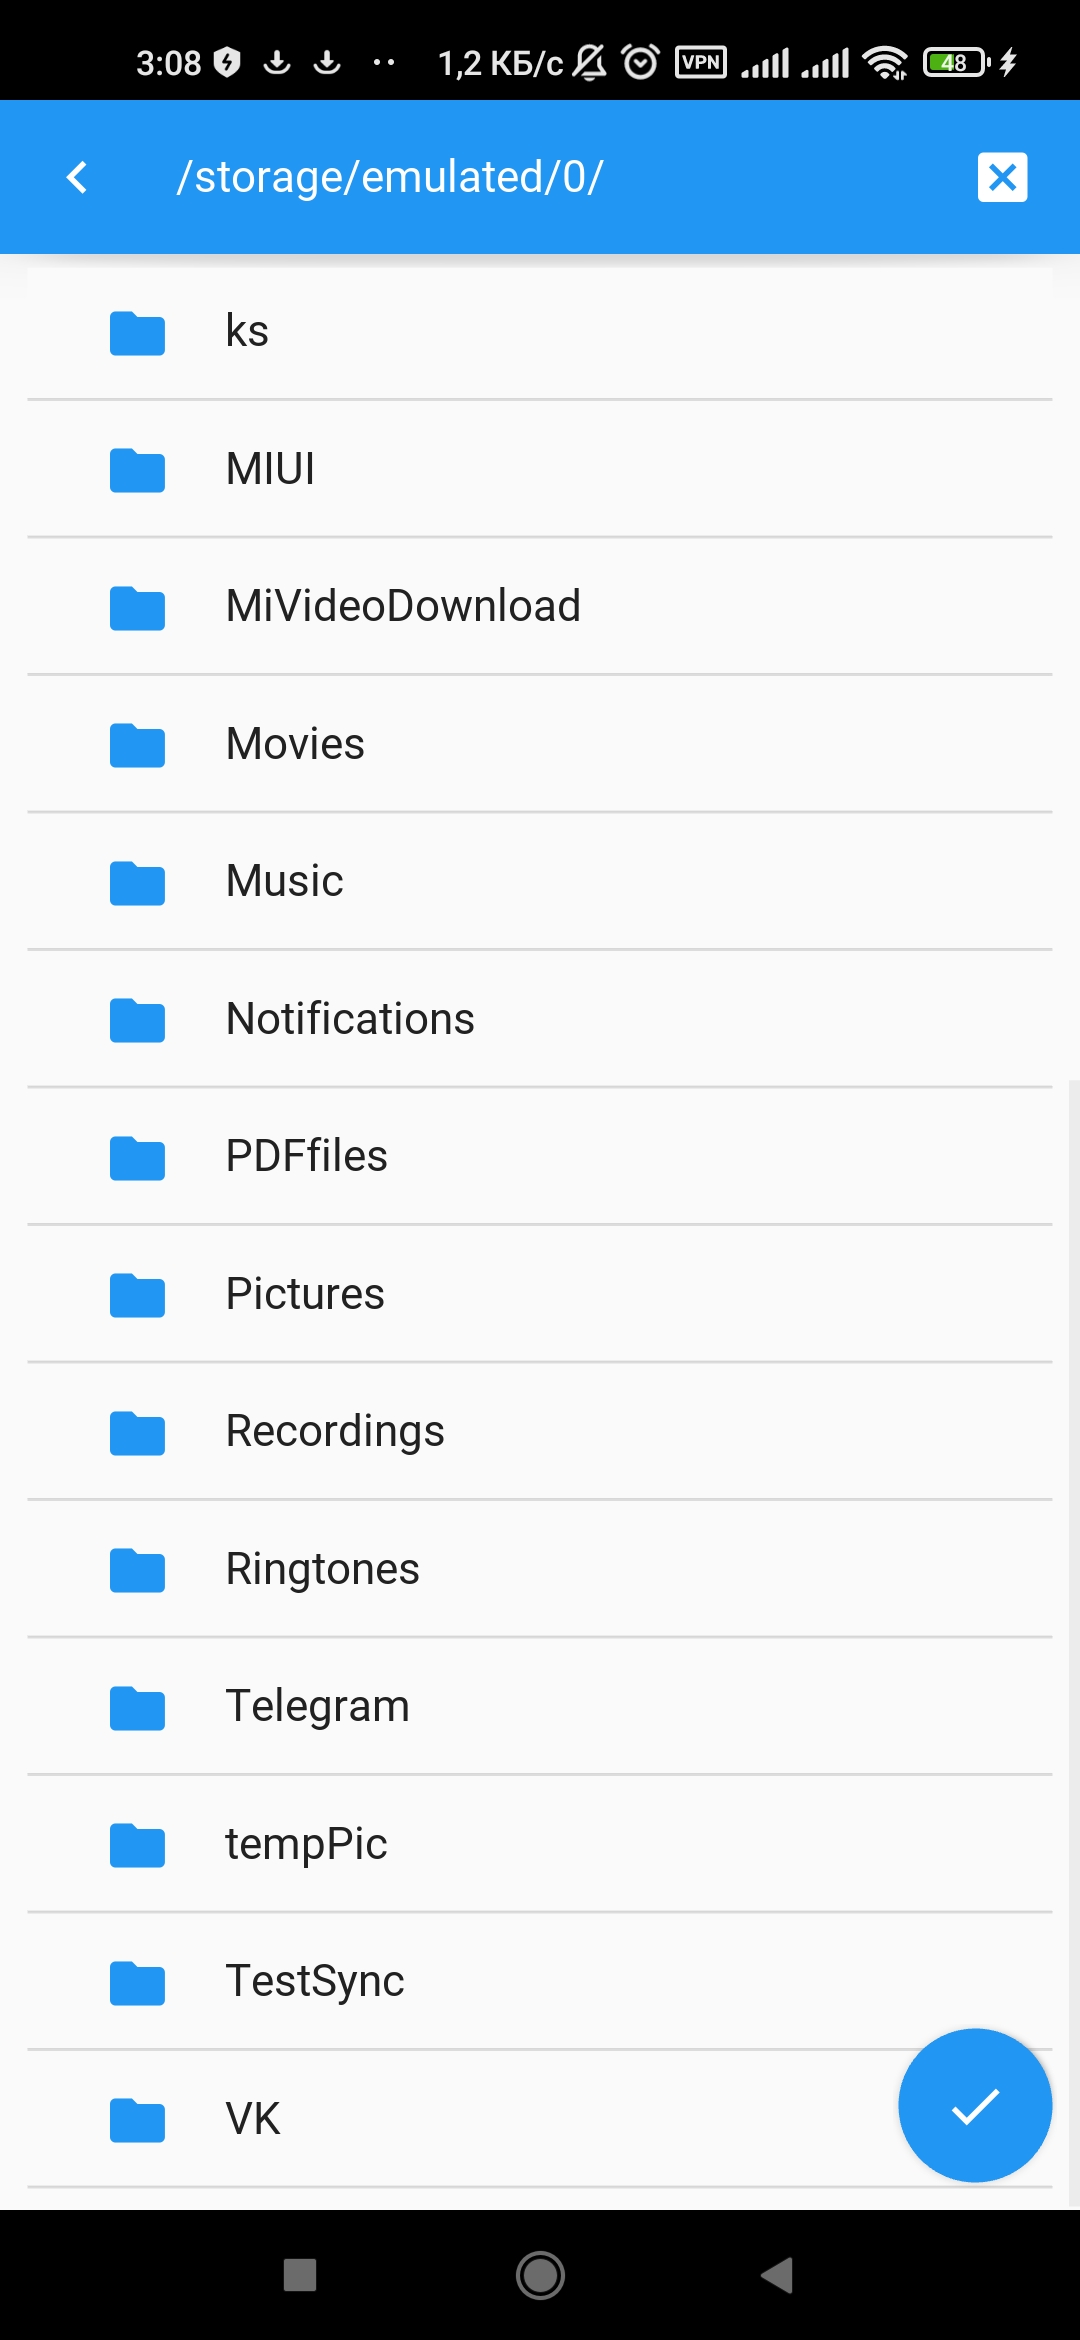 3:08 1,2 КБ/с VPN 48
/storage/emulated/0/
ks
MIUI
MiVideoDownload
Movies
Music
Notifications
PDFfiles
Pictures
Recordings
Ringtones
Telegram
tempPic
TestSync
VK